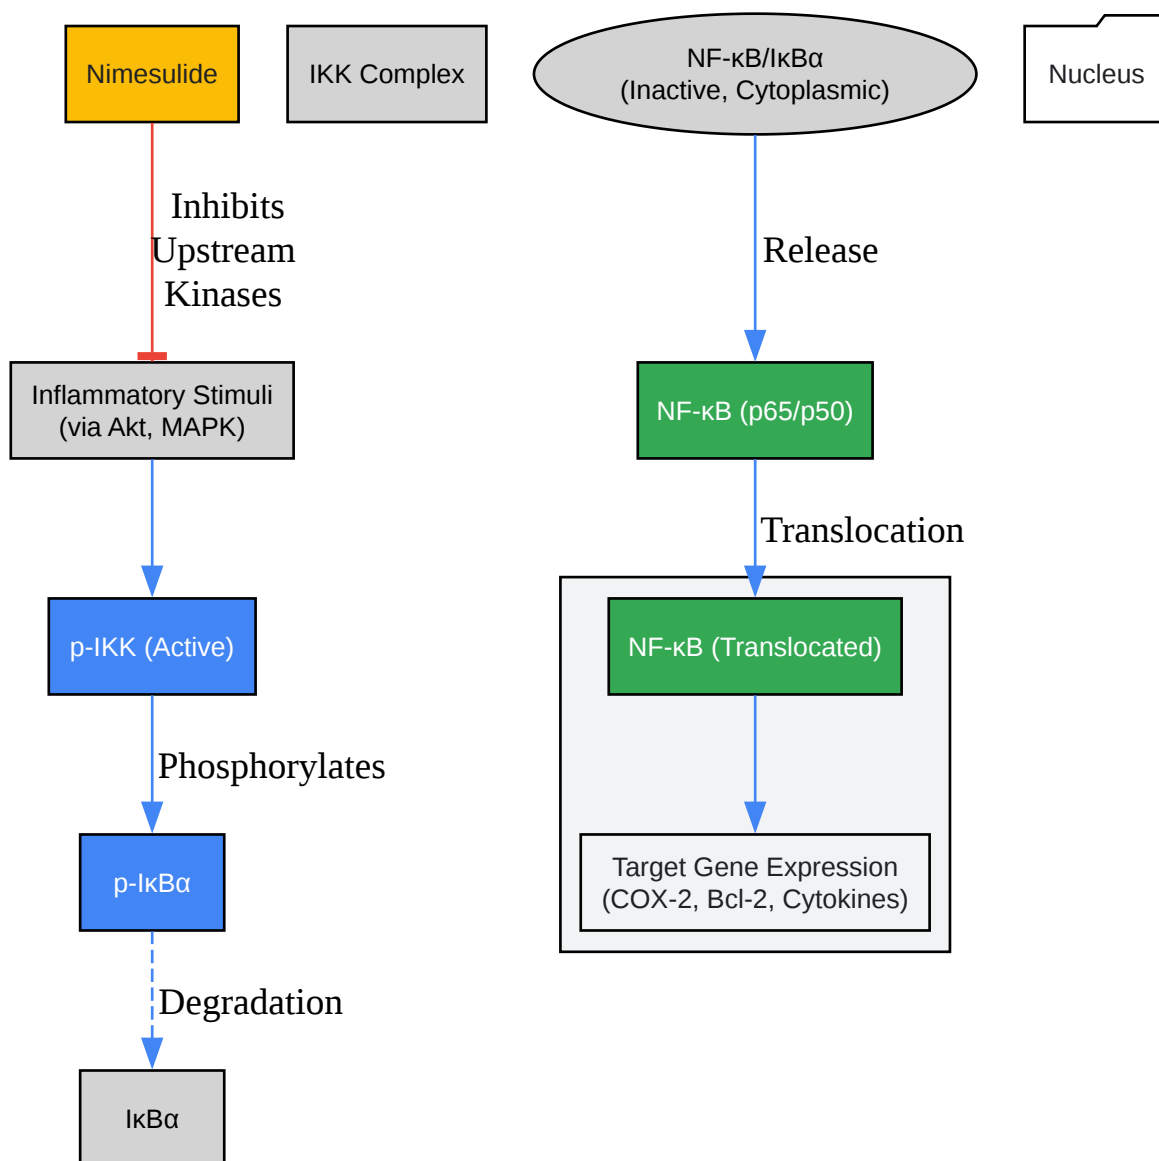 Nimesulide
IKK Complex
NF-κB/IκBα
(Inactive, Cytoplasmic)
Nucleus
Inhibits
Upstream
Kinases
Release
Inflammatory Stimuli
(via Akt, MAPK)
NF-κB (p65/p50)
Translocation
p-IKK (Active)
NF-κB (Translocated)
Phosphorylates
p-IκBα
Target Gene Expression
(COX-2, Bcl-2, Cytokines)
Degradation
IκBα